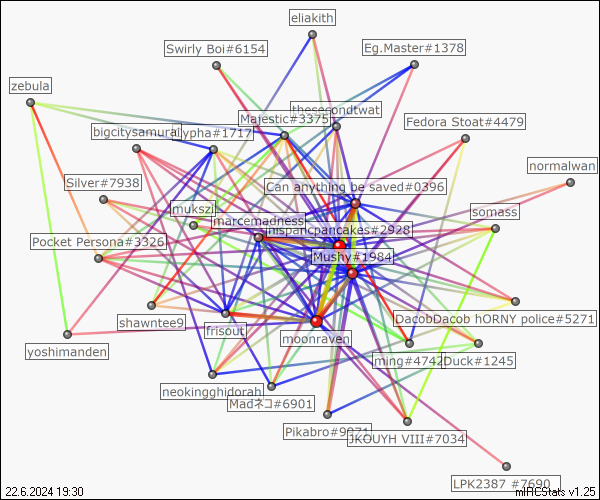 eliakith
Swirly Boi#6154
Eg.Master#1378
zebula
Majestic#3375
thesecondtwat
bigcitysamurai
lypha#1717
Fedora Stoat#4479
normalwan
Silver#7938
Can anything be saved#0396
mukszi
marcemadness
somass
hispanicpancakes#2928
Pocket Persona#3326
Mushy#1984
shawntee9
frisout
DacobDacob hORNY police#5271
moonraven
yoshimanden
ming#4742
Duck#1245
neokingghidorah
Madネコ#6901
Pikabro#9071
JKOUYH VIII#7034
LPK2387 #7690
22.6.2024 19:30
mIRCStats v1.25